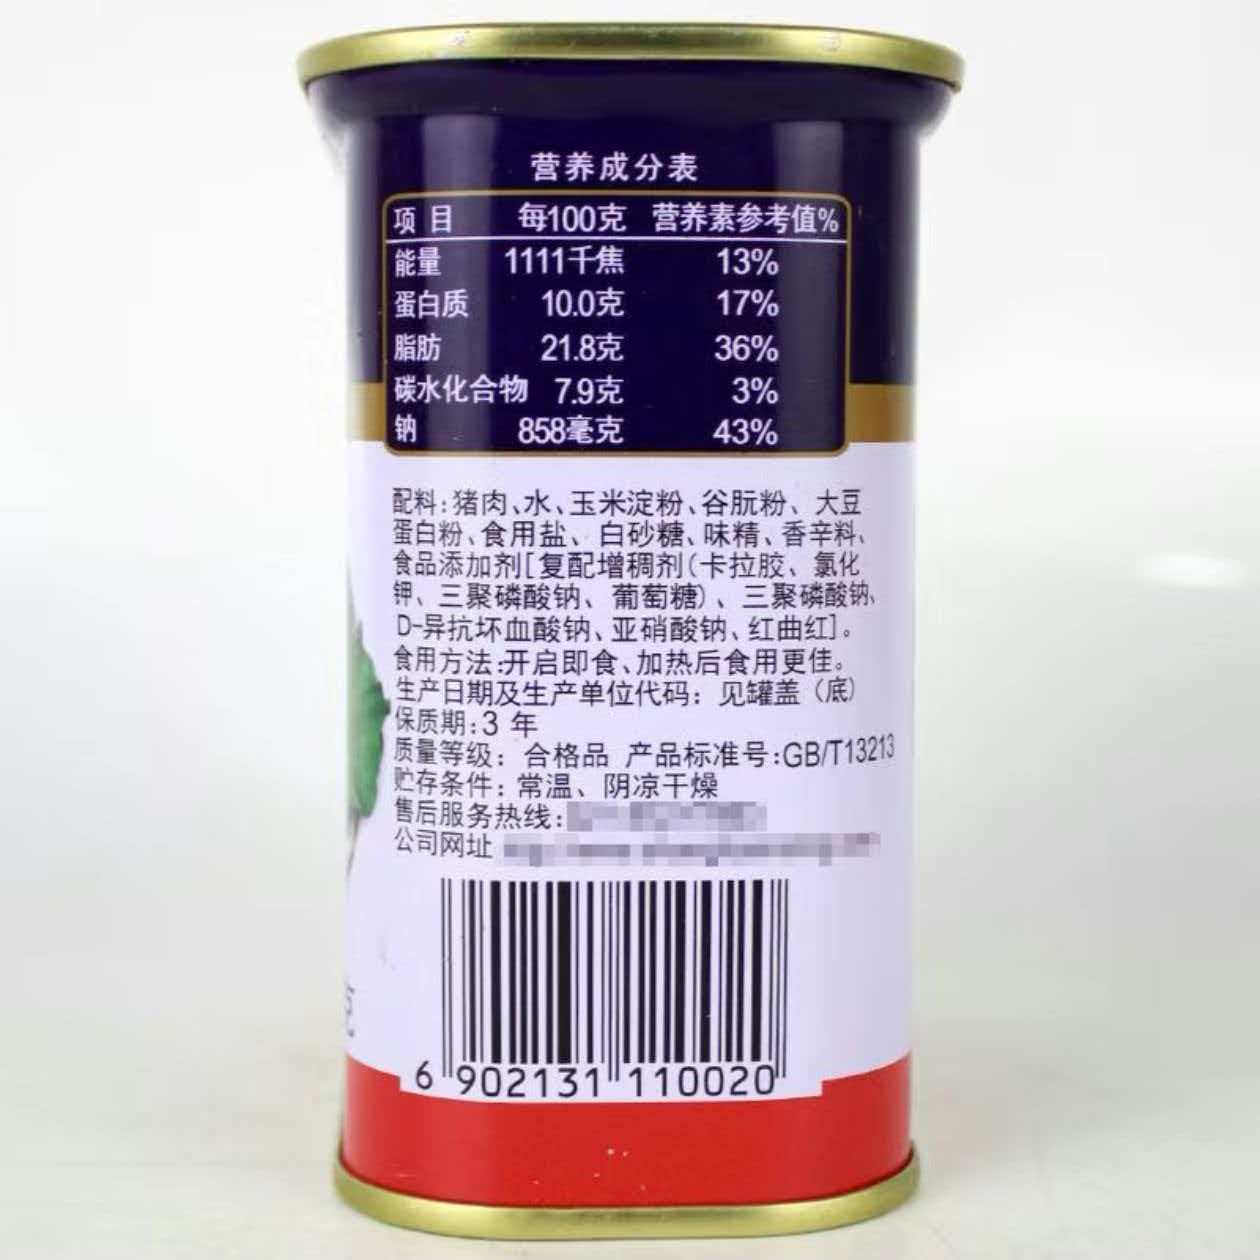 营养成分表
项 目 每100克 营养素参考值%
能量 1111千焦 13%
蛋白质 10.0克 17%
脂肪 21.8克 36%
碳水化合物 7.9克 3%
钠 858毫克 43%
配料:猪肉、水、玉米淀粉、谷朊粉、大豆
蛋白粉、食用盐、白砂糖、味精、香辛料、
食品添加剂[复配增稠剂(卡拉胶、氯化
钾、三聚磷酸钠、葡萄糖)、三聚磷酸钠、
D-异抗坏血酸钠、亚硝酸钠、红曲红]。
食用方法:开启即食、加热后食用更佳。
生产日期及生产单位代码：见罐盖（底）
保质期:3 年
质量等级：合格品 产品标准号:GB/T13213
贮存条件：常温、阴凉干燥
售后服务热线:
公司网址
克
6 902131 110020